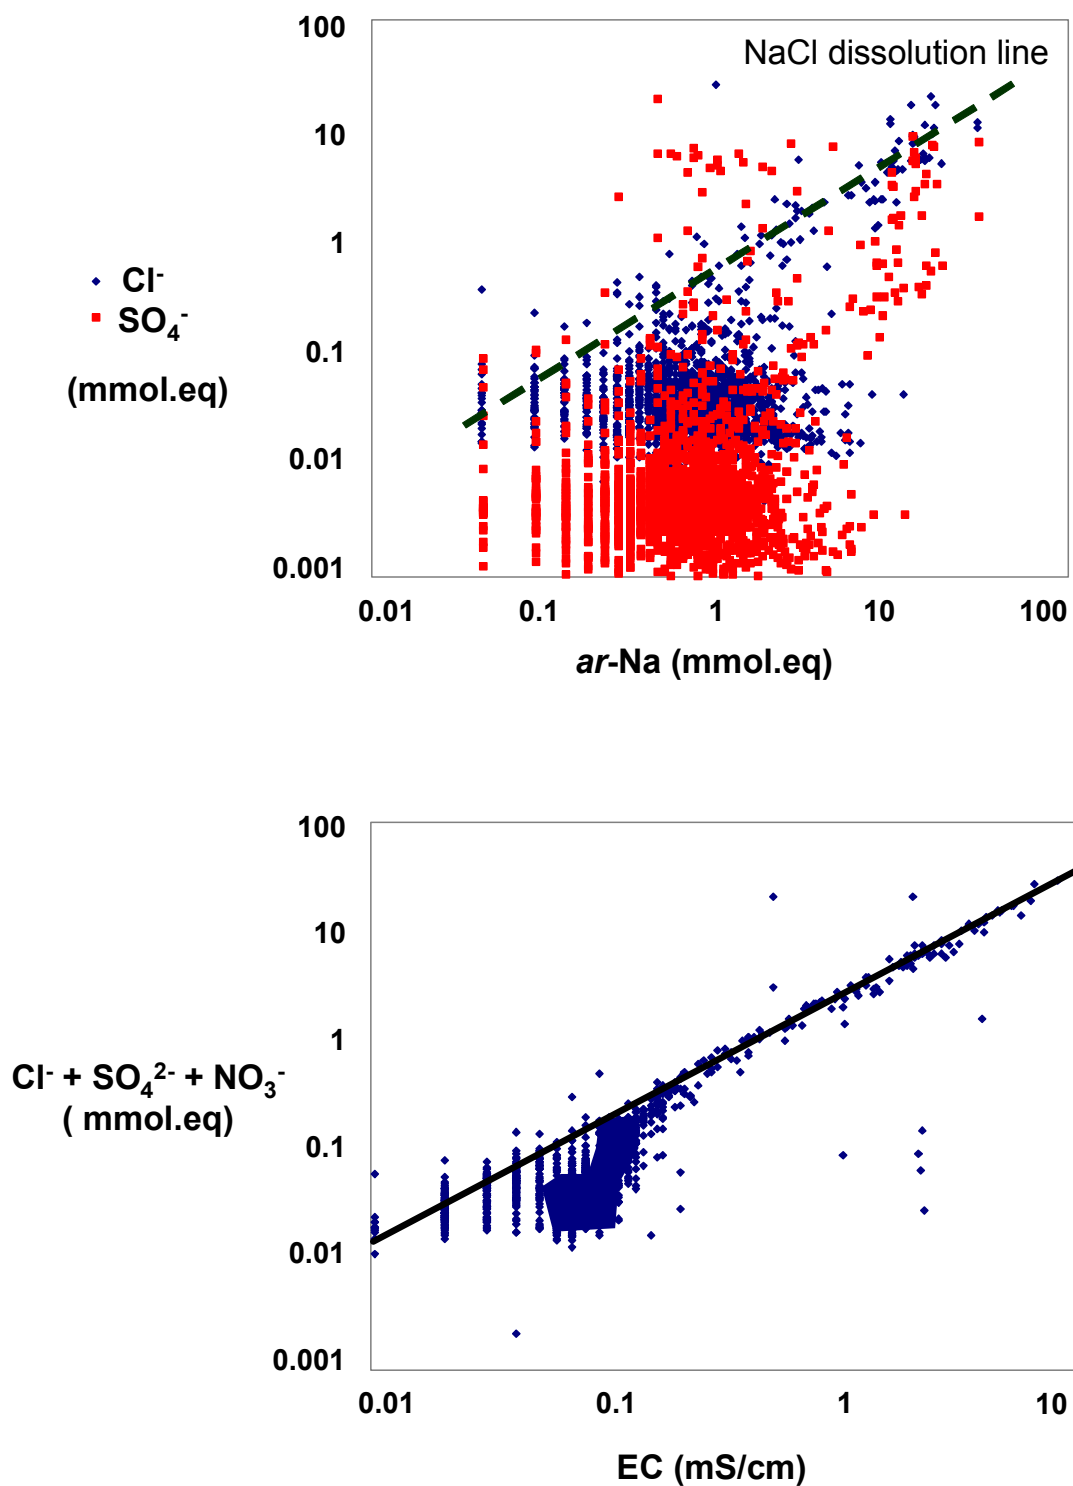 100
NaCl dissolution line
10
1
Cl-
SO4-
0.1
(mmol.eq)
0.01
0.001
0.01 0.1 1 10 100
ar-Na (mmol.eq)
100
10
1
Cl- + SO4 2- + NO3-
( mmol.eq)
0.1
0.01
0.001
0.01 0.1 1 10
EC (mS/cm)